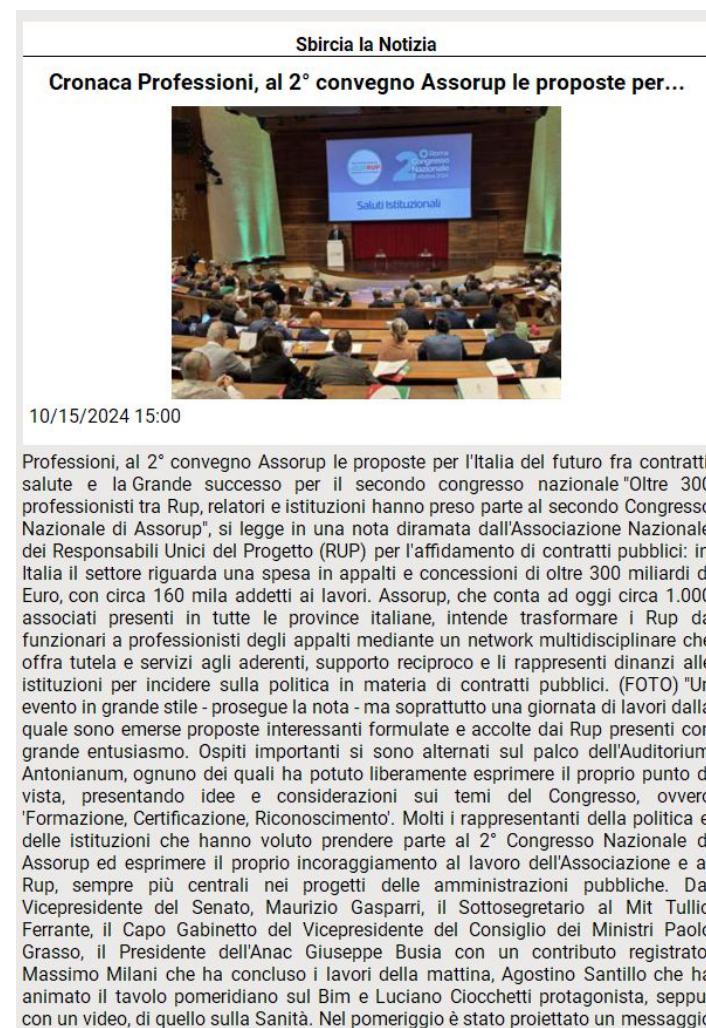 Sbircia la Notizia
Cronaca Professioni, al 2° convegno Assorup le proposte per...
RUP
2° Roma
Congresso
Nazionale
Saluti Istituzionali
10/15/2024 15:00
Professioni, al 2° convegno Assorup le proposte per l'Italia del futuro fra contratti
salute e la Grande successo per il secondo congresso nazionale "Oltre 300
professionisti tra Rup, relatori e istituzioni hanno preso parte al secondo Congresso
Nazionale di Assorup", si legge in una nota diramata dall'Associazione Nazionale
dei Responsabili Unici del Progetto (RUP) per l'affidamento di contratti pubblici: in
Italia il settore riguarda una spesa in appalti e concessioni di oltre 300 miliardi d
Euro, con circa 160 mila addetti ai lavori. Assorup, che conta ad oggi circa 1.000
associati presenti in tutte le province italiane, intende trasformare i Rup da
funzionari a professionisti degli appalti mediante un network multidisciplinare che
offra tutela e servizi agli aderenti, supporto reciproco e li rappresenti dinanzi alle
istituzioni per incidere sulla politica in materia di contratti pubblici. (FOTO) "Un
evento in grande stile - prosegue la nota - ma soprattutto una giornata di lavori dalla
quale sono emerse proposte interessanti formulate e accolte dai Rup presenti con
grande entusiasmo. Ospiti importanti si sono alternati sul palco dell'Auditorium
Antonianum, ognuno dei quali ha potuto liberamente esprimere il proprio punto d
vista, presentando idee e considerazioni sui temi del Congresso, ovvero
'Formazione, Certificazione, Riconoscimento'. Molti i rappresentanti della politica e
delle istituzioni che hanno voluto prendere parte al 2° Congresso Nazionale d
Assorup ed esprimere il proprio incoraggiamento al lavoro dell'Associazione e a
Rup, sempre più centrali nei progetti delle amministrazioni pubbliche. Da
Vicepresidente del Senato, Maurizio Gasparri, il Sottosegretario al Mit Tullio
Ferrante, il Capo Gabinetto del Vicepresidente del Consiglio dei Ministri Paolo
Grasso, il Presidente dell'Anac Giuseppe Busia con un contributo registrato
Massimo Milani che ha concluso i lavori della mattina, Agostino Santillo che ha
animato il tavolo pomeridiano sul Bim e Luciano Ciocchetti protagonista, seppu
con un video, di quello sulla Sanità. Nel pomeriggio è stato proiettato un messaggio